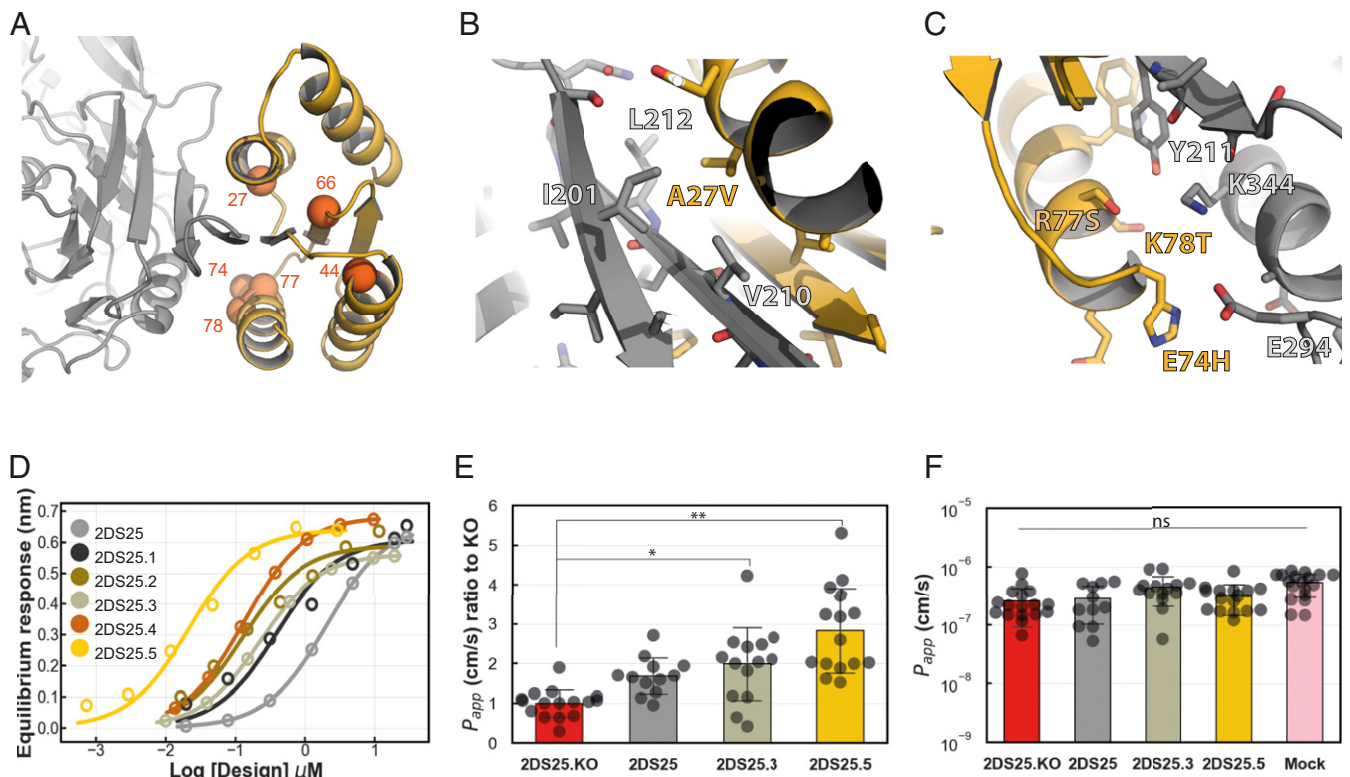 A
B
C
27
66
74
77
44
78
L212
I201
A27V
V210
Y211
K344
R77S
K78T
E74H
E294
D
E
F
Equilibrium response (nm)
0.7
0.6
0.5
0.4
0.3
0.2
0.1
0.0
2DS25
2DS25.1
2DS25.2
2DS25.3
2DS25.4
2DS25.5
−3 −2 −1 0 1
Log [Design] μM
Papp (cm/s) ratio to KO
6
5
4
3
2
1
0
**
*
2DS25.KO 2DS25 2DS25.3 2DS25.5
Papp (cm/s)
10−5
10−6
10−7
10−8
10−9
ns
2DS25.KO 2DS25 2DS25.3 2DS25.5 Mock